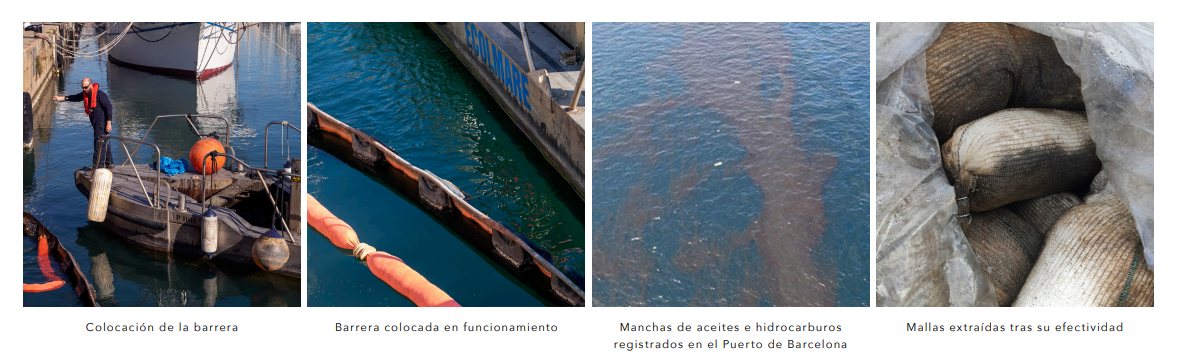 ECOLMARE
Colocación de la barrera
Barrera colocada en funcionamiento
Manchas de aceites e hidrocarburos
registrados en el Puerto de Barcelona
Mallas extraídas tras su efectividad